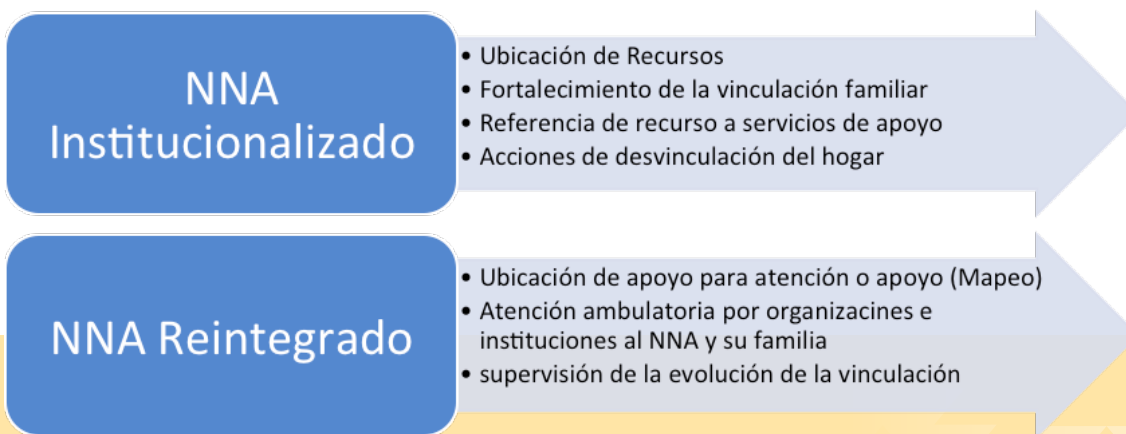 NNA
Institucionalizado
• Ubicación de Recursos
• Fortalecimiento de la vinculación familiar
• Referencia de recurso a servicios de apoyo
• Acciones de desvinculación del hogar
NNA Reintegrado
• Ubicación de apoyo para atención o apoyo (Mapeo)
• Atención ambulatoria por organizacines e
instituciones al NNA y su familia
• supervisión de la evolución de la vinculación